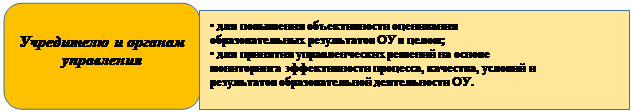 Учредителю и органам
управления
• для повышения объективности оценивания
образовательных результатов ОУ в целом;
• для принятия управленческих решений на основе
мониторинга эффективности процесса, качества, условий и
результатов образовательной деятельности ОУ.